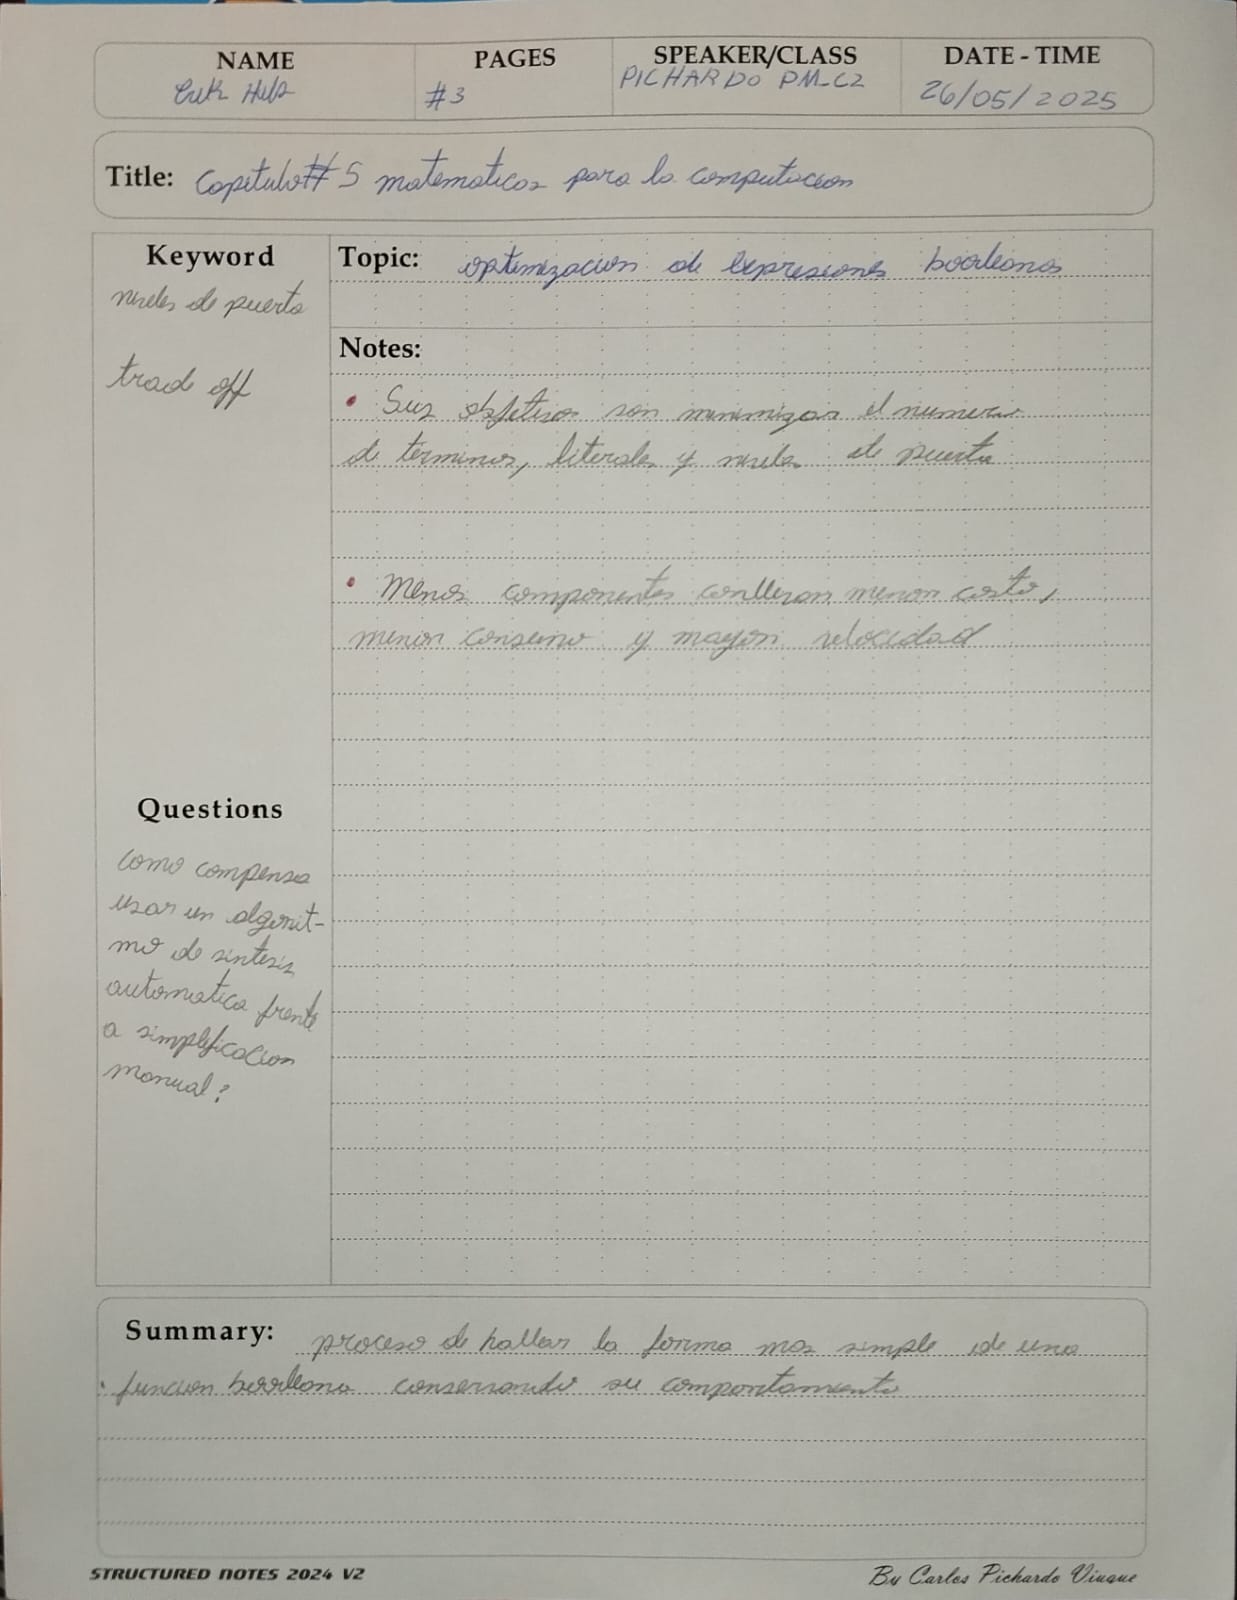 NAME
PAGES
SPEAKER/CLASS
DATE - TIME
#3
PICHARDO PM-C2
26/05/2025
Title: Capitulo# 5 matematicas para la computacion
Keyword
niveles de puerta
trade off
Topic: optimizacion de expresiones booleanas
Notes:
• Sus objetivos son minimizar el numero
de terminos, literales y niveles de puerta
• Menos componentes conllevan menor costo,
menor consumo y mayor velocidad
Questions
como compensa
usar un algorit-
mo de sintesis
automatica frente
a simplificacion
manual?
Summary: proceso de hallar la forma mas simple de una
funcion booleana conservando su comportamiento
STRUCTURED NOTES 2024 V2
By Carlos Pichardo Viuque